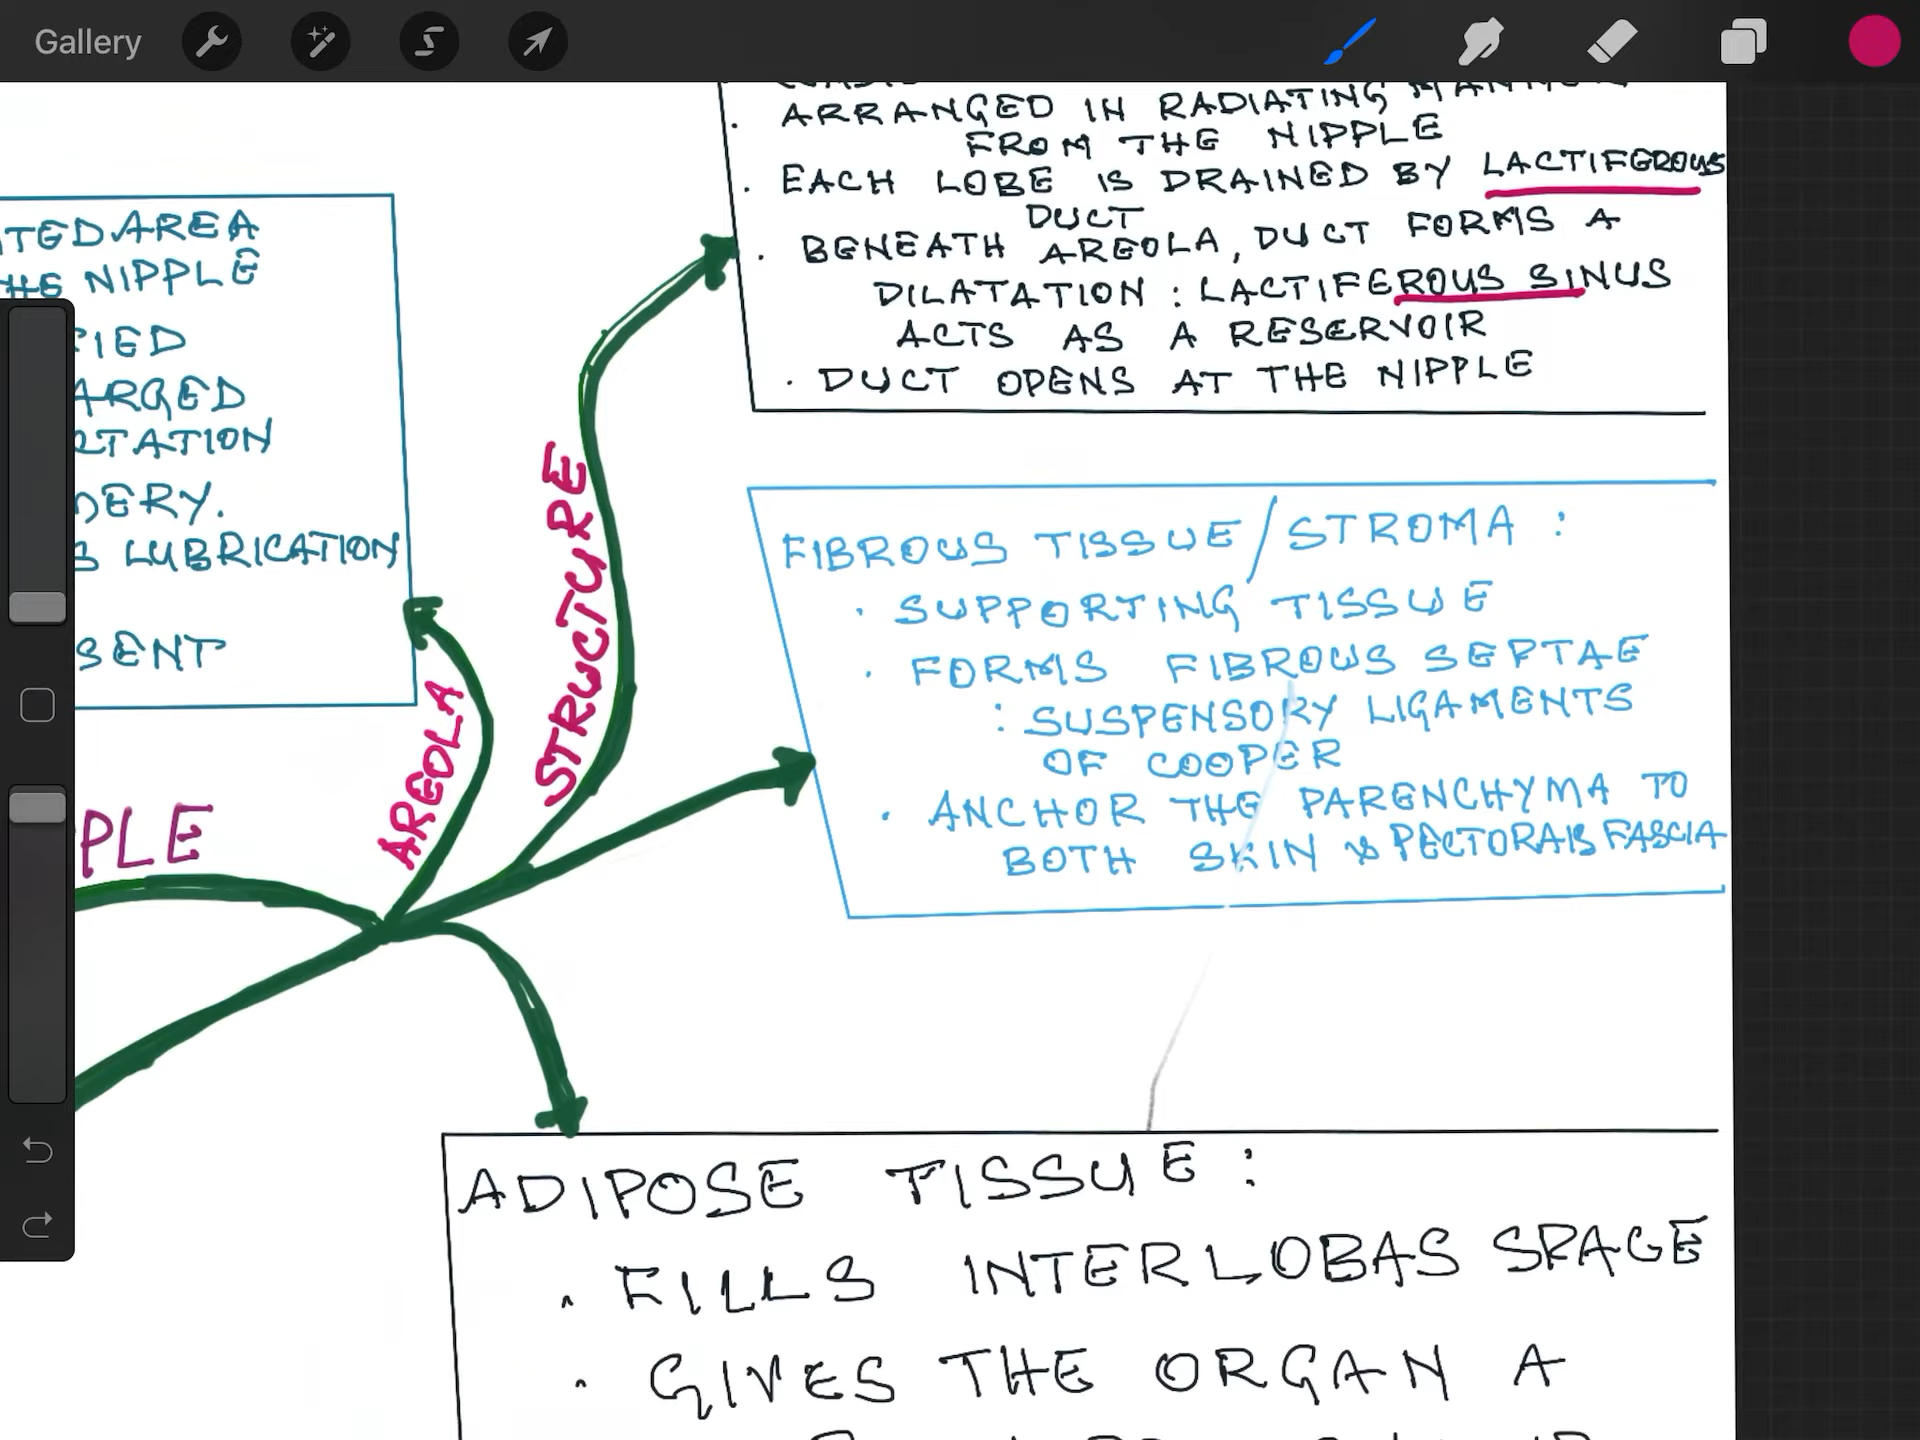 Gallery
ARRANGED IN RADIATING
FROM THE NIPPLE
. EACH LOBE IS DRAINED BY LACTIFEROUS
DUCT
. BENEATH AREOLA, DUCT FORMS A
DILATATION : LACTIFEROUS SINUS
ACTS AS A RESERVOIR
. DUCT OPENS AT THE NIPPLE
TED AREA
THE NIPPLE
FIED
ARGED
TATION
DERY.
S LUBRICATION
SENT
STRUCTURE
AREOLA
PLE
FIBROUS TISSUE / STROMA :
. SUPPORTING TISSUE
. FORMS FIBROUS SEPTAE
: SUSPENSORY LIGAMENTS
OF COOPER
. ANCHOR THE PARENCHYMA TO
BOTH SKIN & PECTORALIS FASCIA
ADIPOSE TISSUE :
. FILLS INTERLOBAS SPACE
. GIVES THE ORGAN A